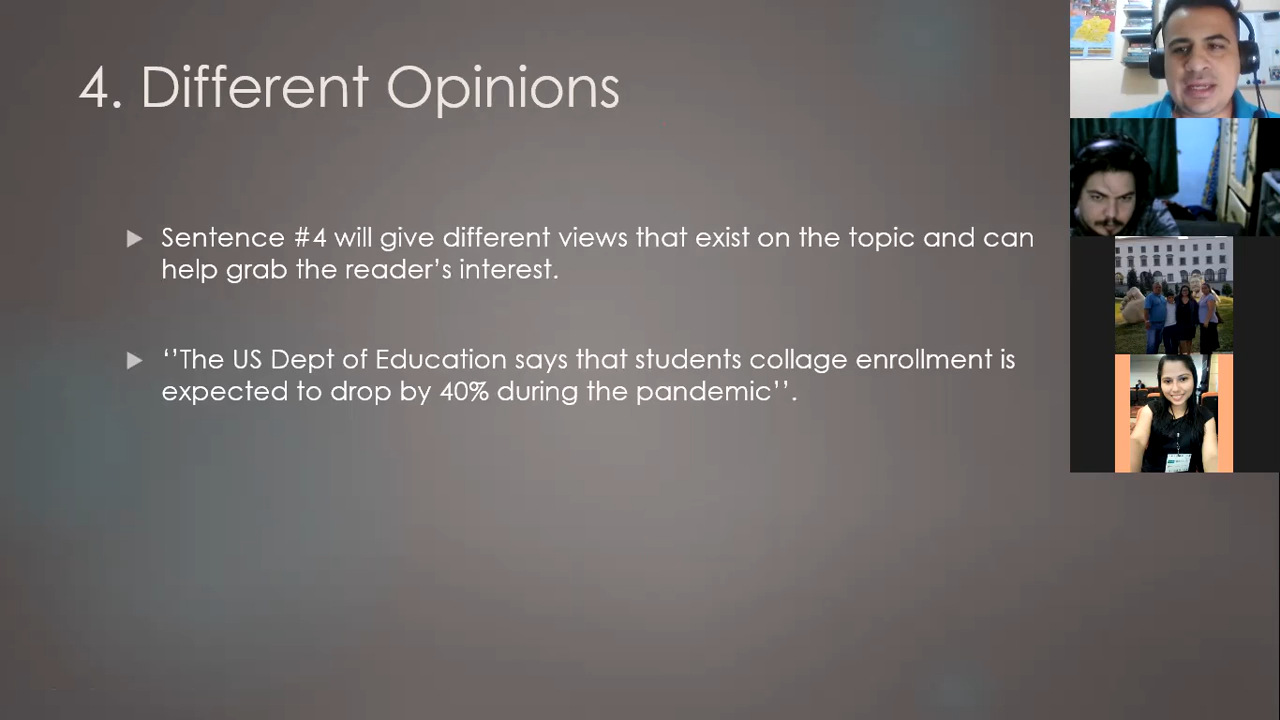 4. Different Opinions
Sentence #4 will give different views that exist on the topic and can
help grab the reader’s interest.
‘’The US Dept of Education says that students collage enrollment is
expected to drop by 40% during the pandemic’’.